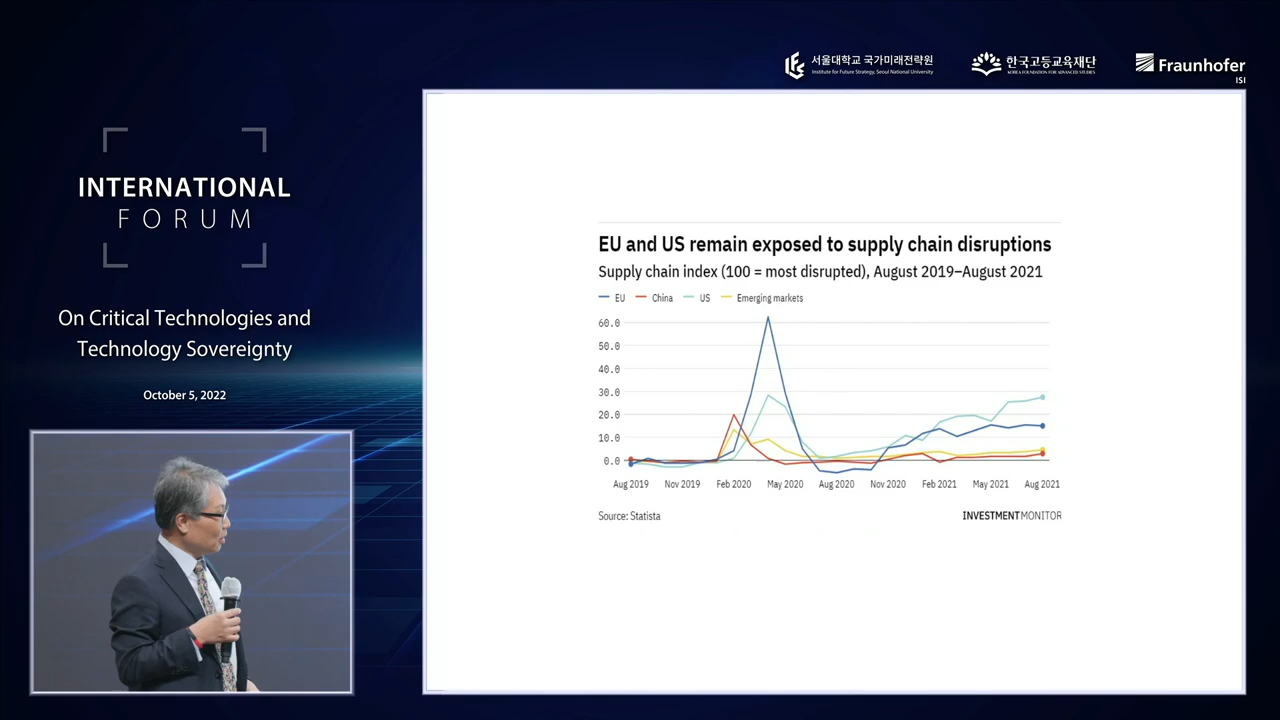 서울대학교 국가미래전략원
Institute for Future Strategy, Seoul National University
한국고등교육재단
KOREA FOUNDATION FOR ADVANCED STUDIES
Fraunhofer
ISI
INTERNATIONAL
FORUM
On Critical Technologies and
Technology Sovereignty
October 5, 2022
EU and US remain exposed to supply chain disruptions
Supply chain index (100 = most disrupted), August 2019–August 2021
EU China US Emerging markets
60.0
50.0
40.0
30.0
20.0
10.0
0.0
Aug 2019 Nov 2019 Feb 2020 May 2020 Aug 2020 Nov 2020 Feb 2021 May 2021 Aug 2021
Source: Statista INVESTMENTMONITOR